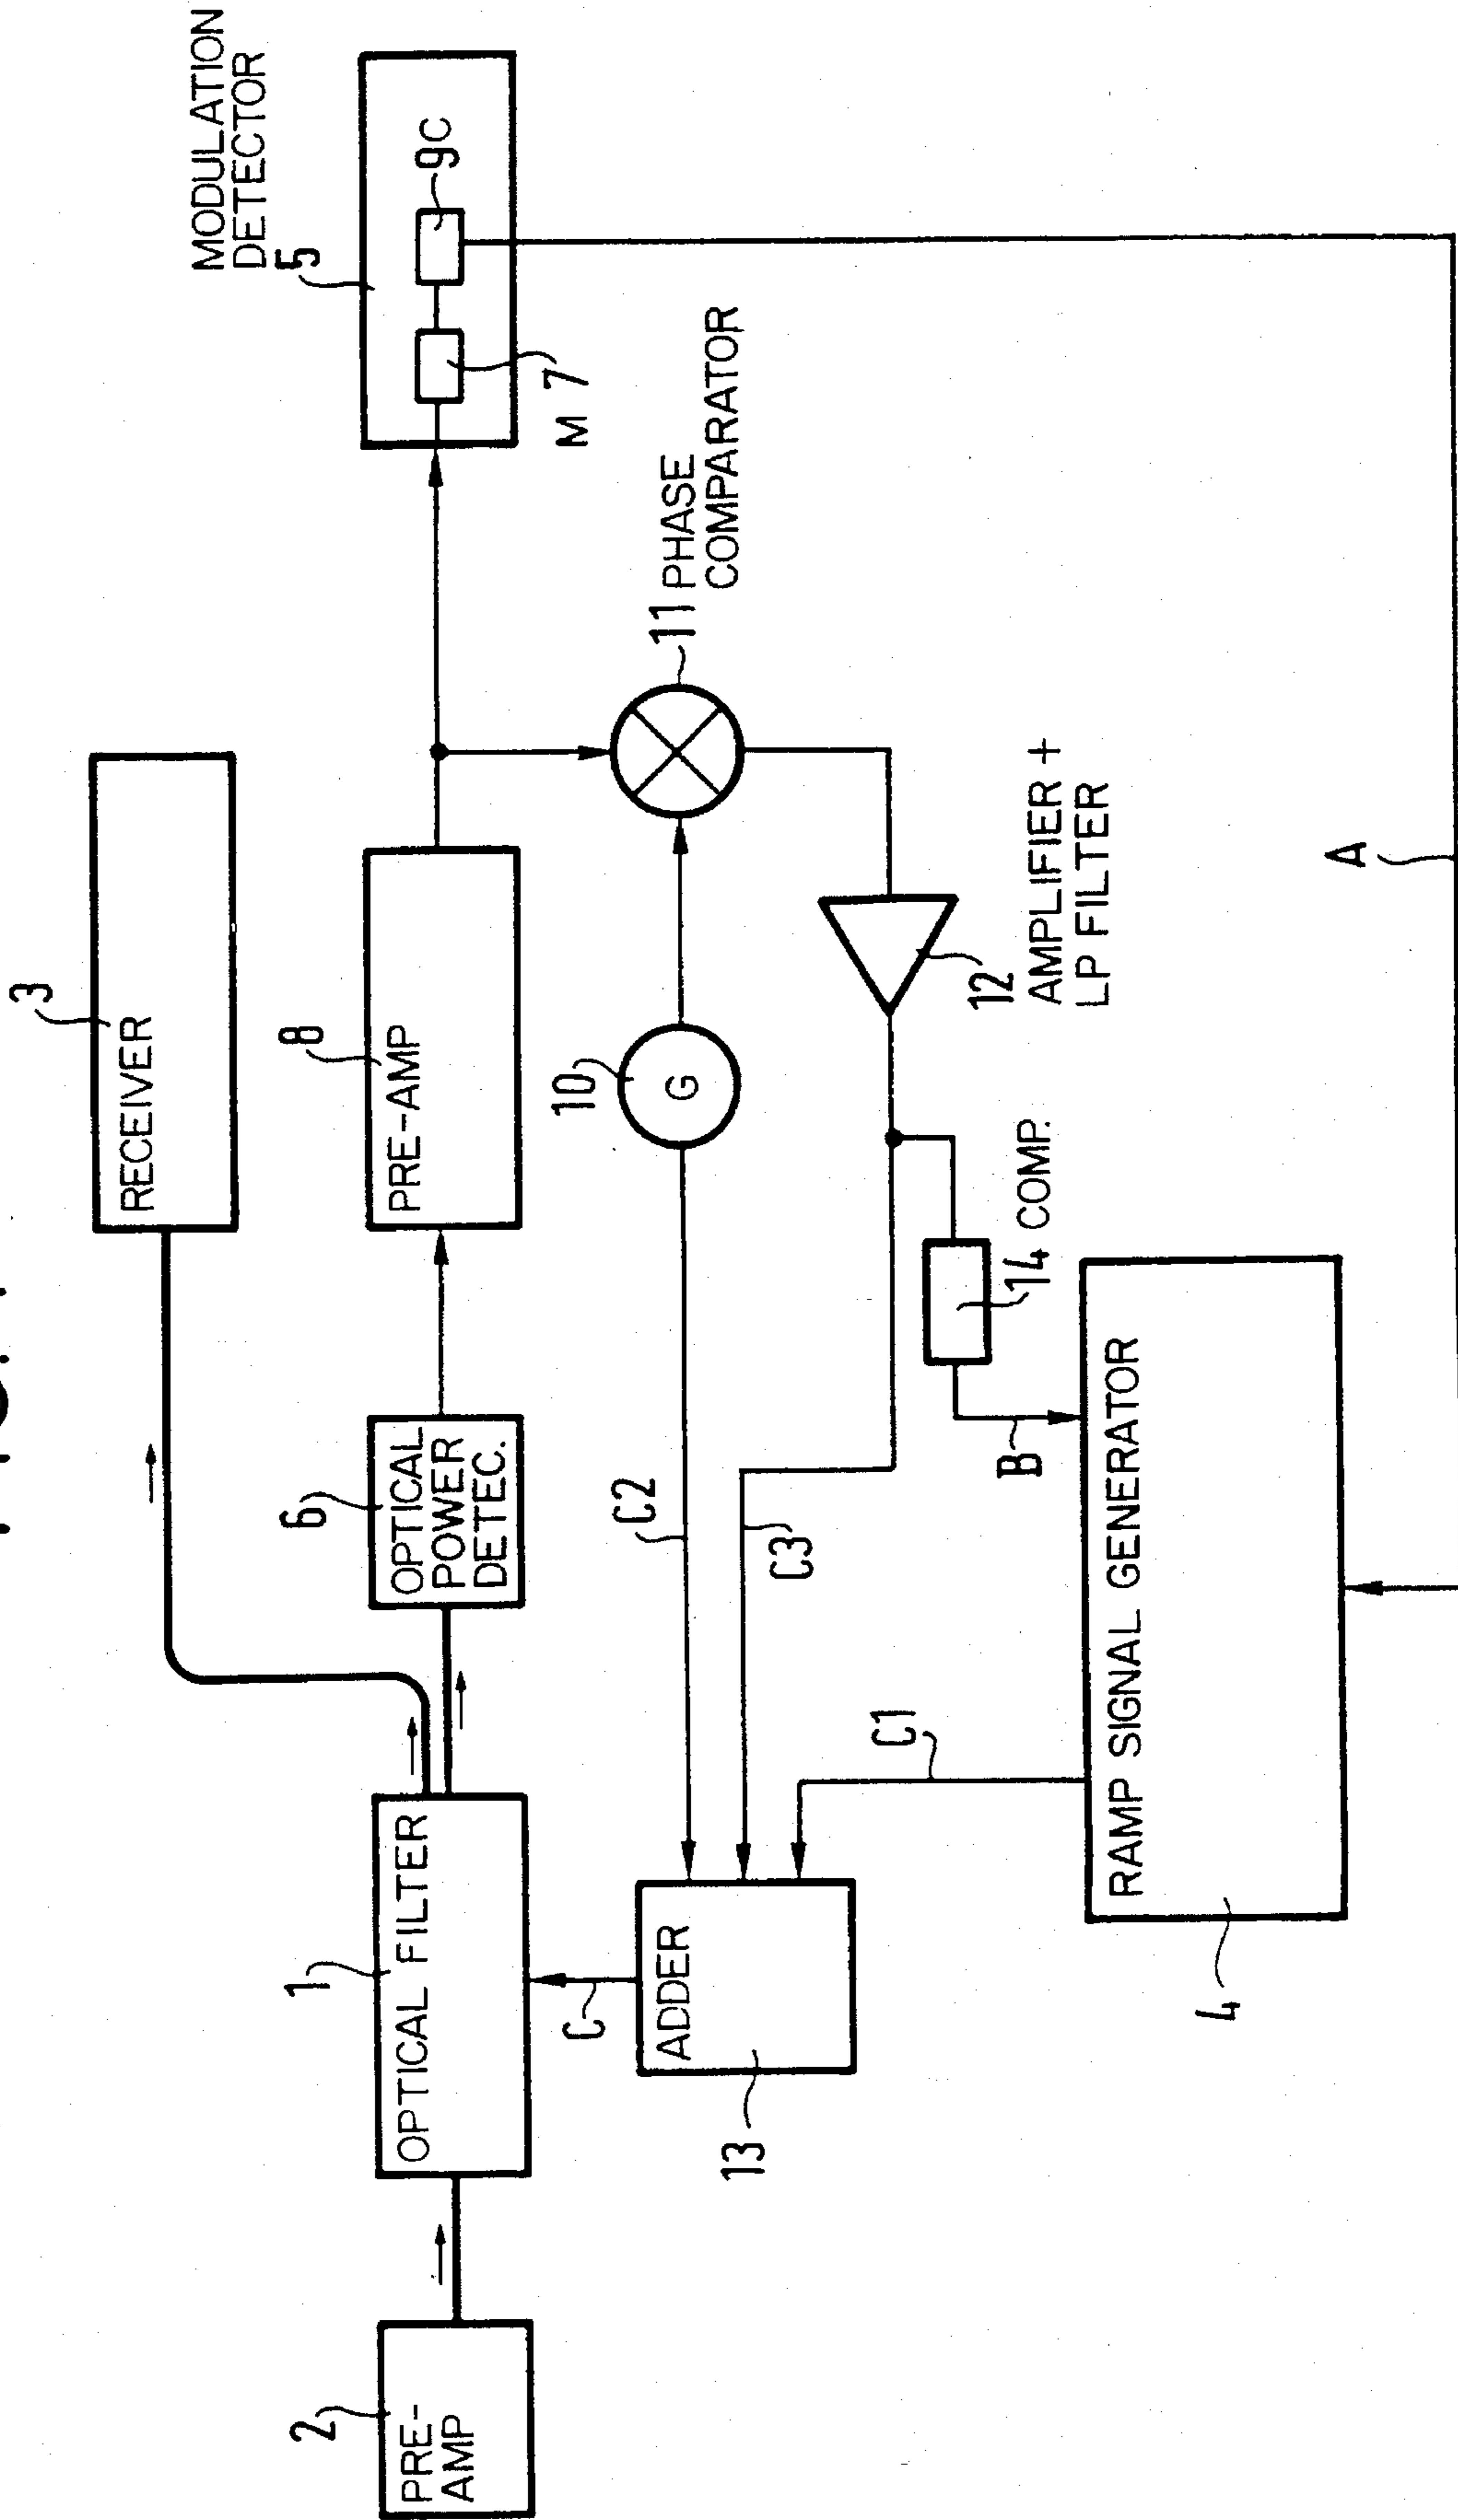 3
RECEIVER
MODULATION
DETECTOR
5
9C
M 7
2
PRE-
AMP
1
OPTICAL FILTER
6
OPTICAL
POWER
DETEC.
8
PRE-AMP
10
G
11 PHASE
COMPARATOR
C
C2
13
ADDER
C3
12
AMPLIFIER +
LP FILTER
C1
14 COMP.
B
4
RAMP SIGNAL GENERATOR
A